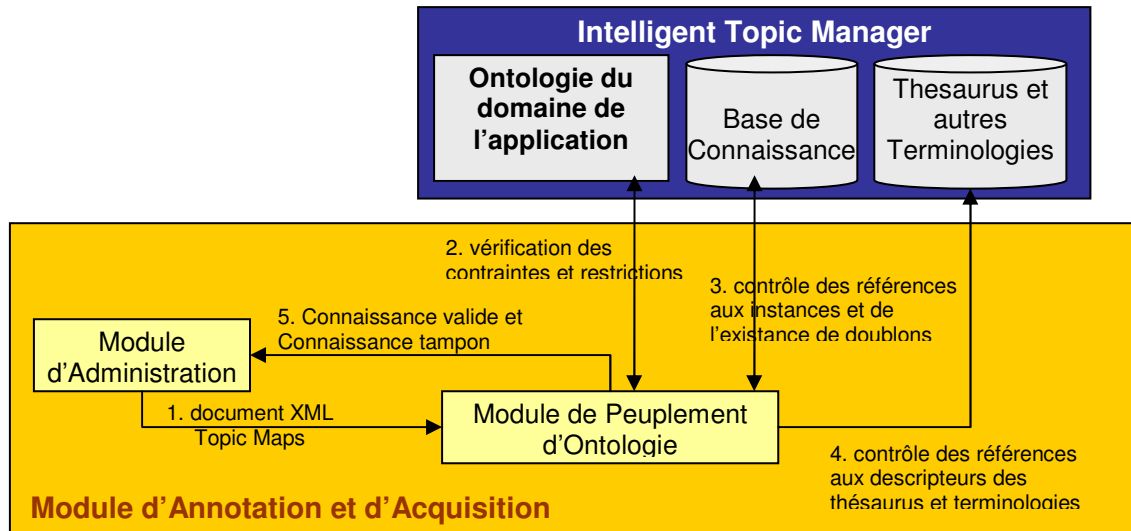 Intelligent Topic Manager
Ontologie du
domaine de
l'application
Base de
Connaissance
Thesaurus et
autres
Terminologies
2. vérification des
contraintes et restrictions
3. contrôle des références
aux instances et de
l'existance de doublons
5. Connaissance valide et
Connaissance tampon
Module
d'Administration
1. document XML
Topic Maps
Module de Peuplement
d'Ontologie
4. contrôle des références
aux descripteurs des
thésaurus et terminologies
Module d'Annotation et d'Acquisition